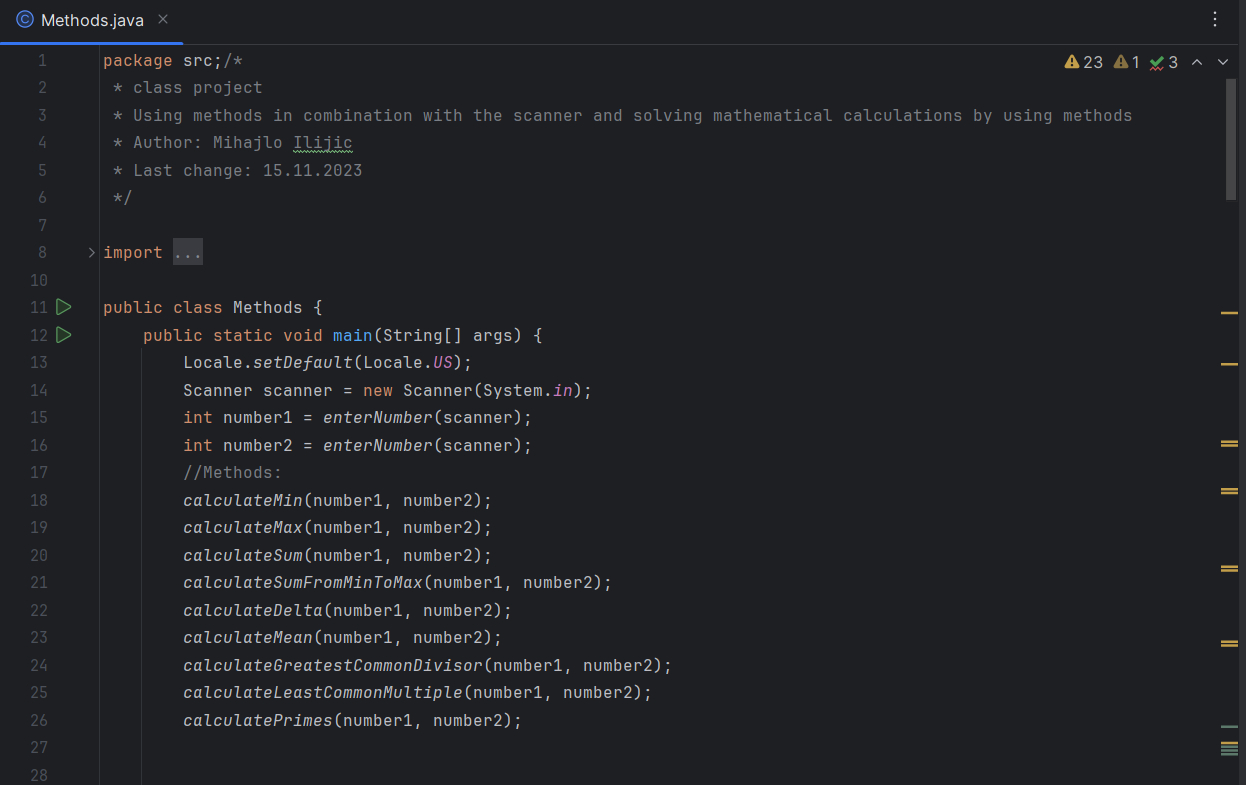 Methods.java
23 1 3
1 package src;/*
2 * class project
3 * Using methods in combination with the scanner and solving mathematical calculations by using methods
4 * Author: Mihajlo Ilijic
5 * Last change: 15.11.2023
6 */
7
8 import ...
10
11 public class Methods {
12 public static void main(String[] args) {
13 Locale.setDefault(Locale.US);
14 Scanner scanner = new Scanner(System.in);
15 int number1 = enterNumber(scanner);
16 int number2 = enterNumber(scanner);
17 //Methods:
18 calculateMin(number1, number2);
19 calculateMax(number1, number2);
20 calculateSum(number1, number2);
21 calculateSumFromMinToMax(number1, number2);
22 calculateDelta(number1, number2);
23 calculateMean(number1, number2);
24 calculateGreatestCommonDivisor(number1, number2);
25 calculateLeastCommonMultiple(number1, number2);
26 calculatePrimes(number1, number2);
27
28